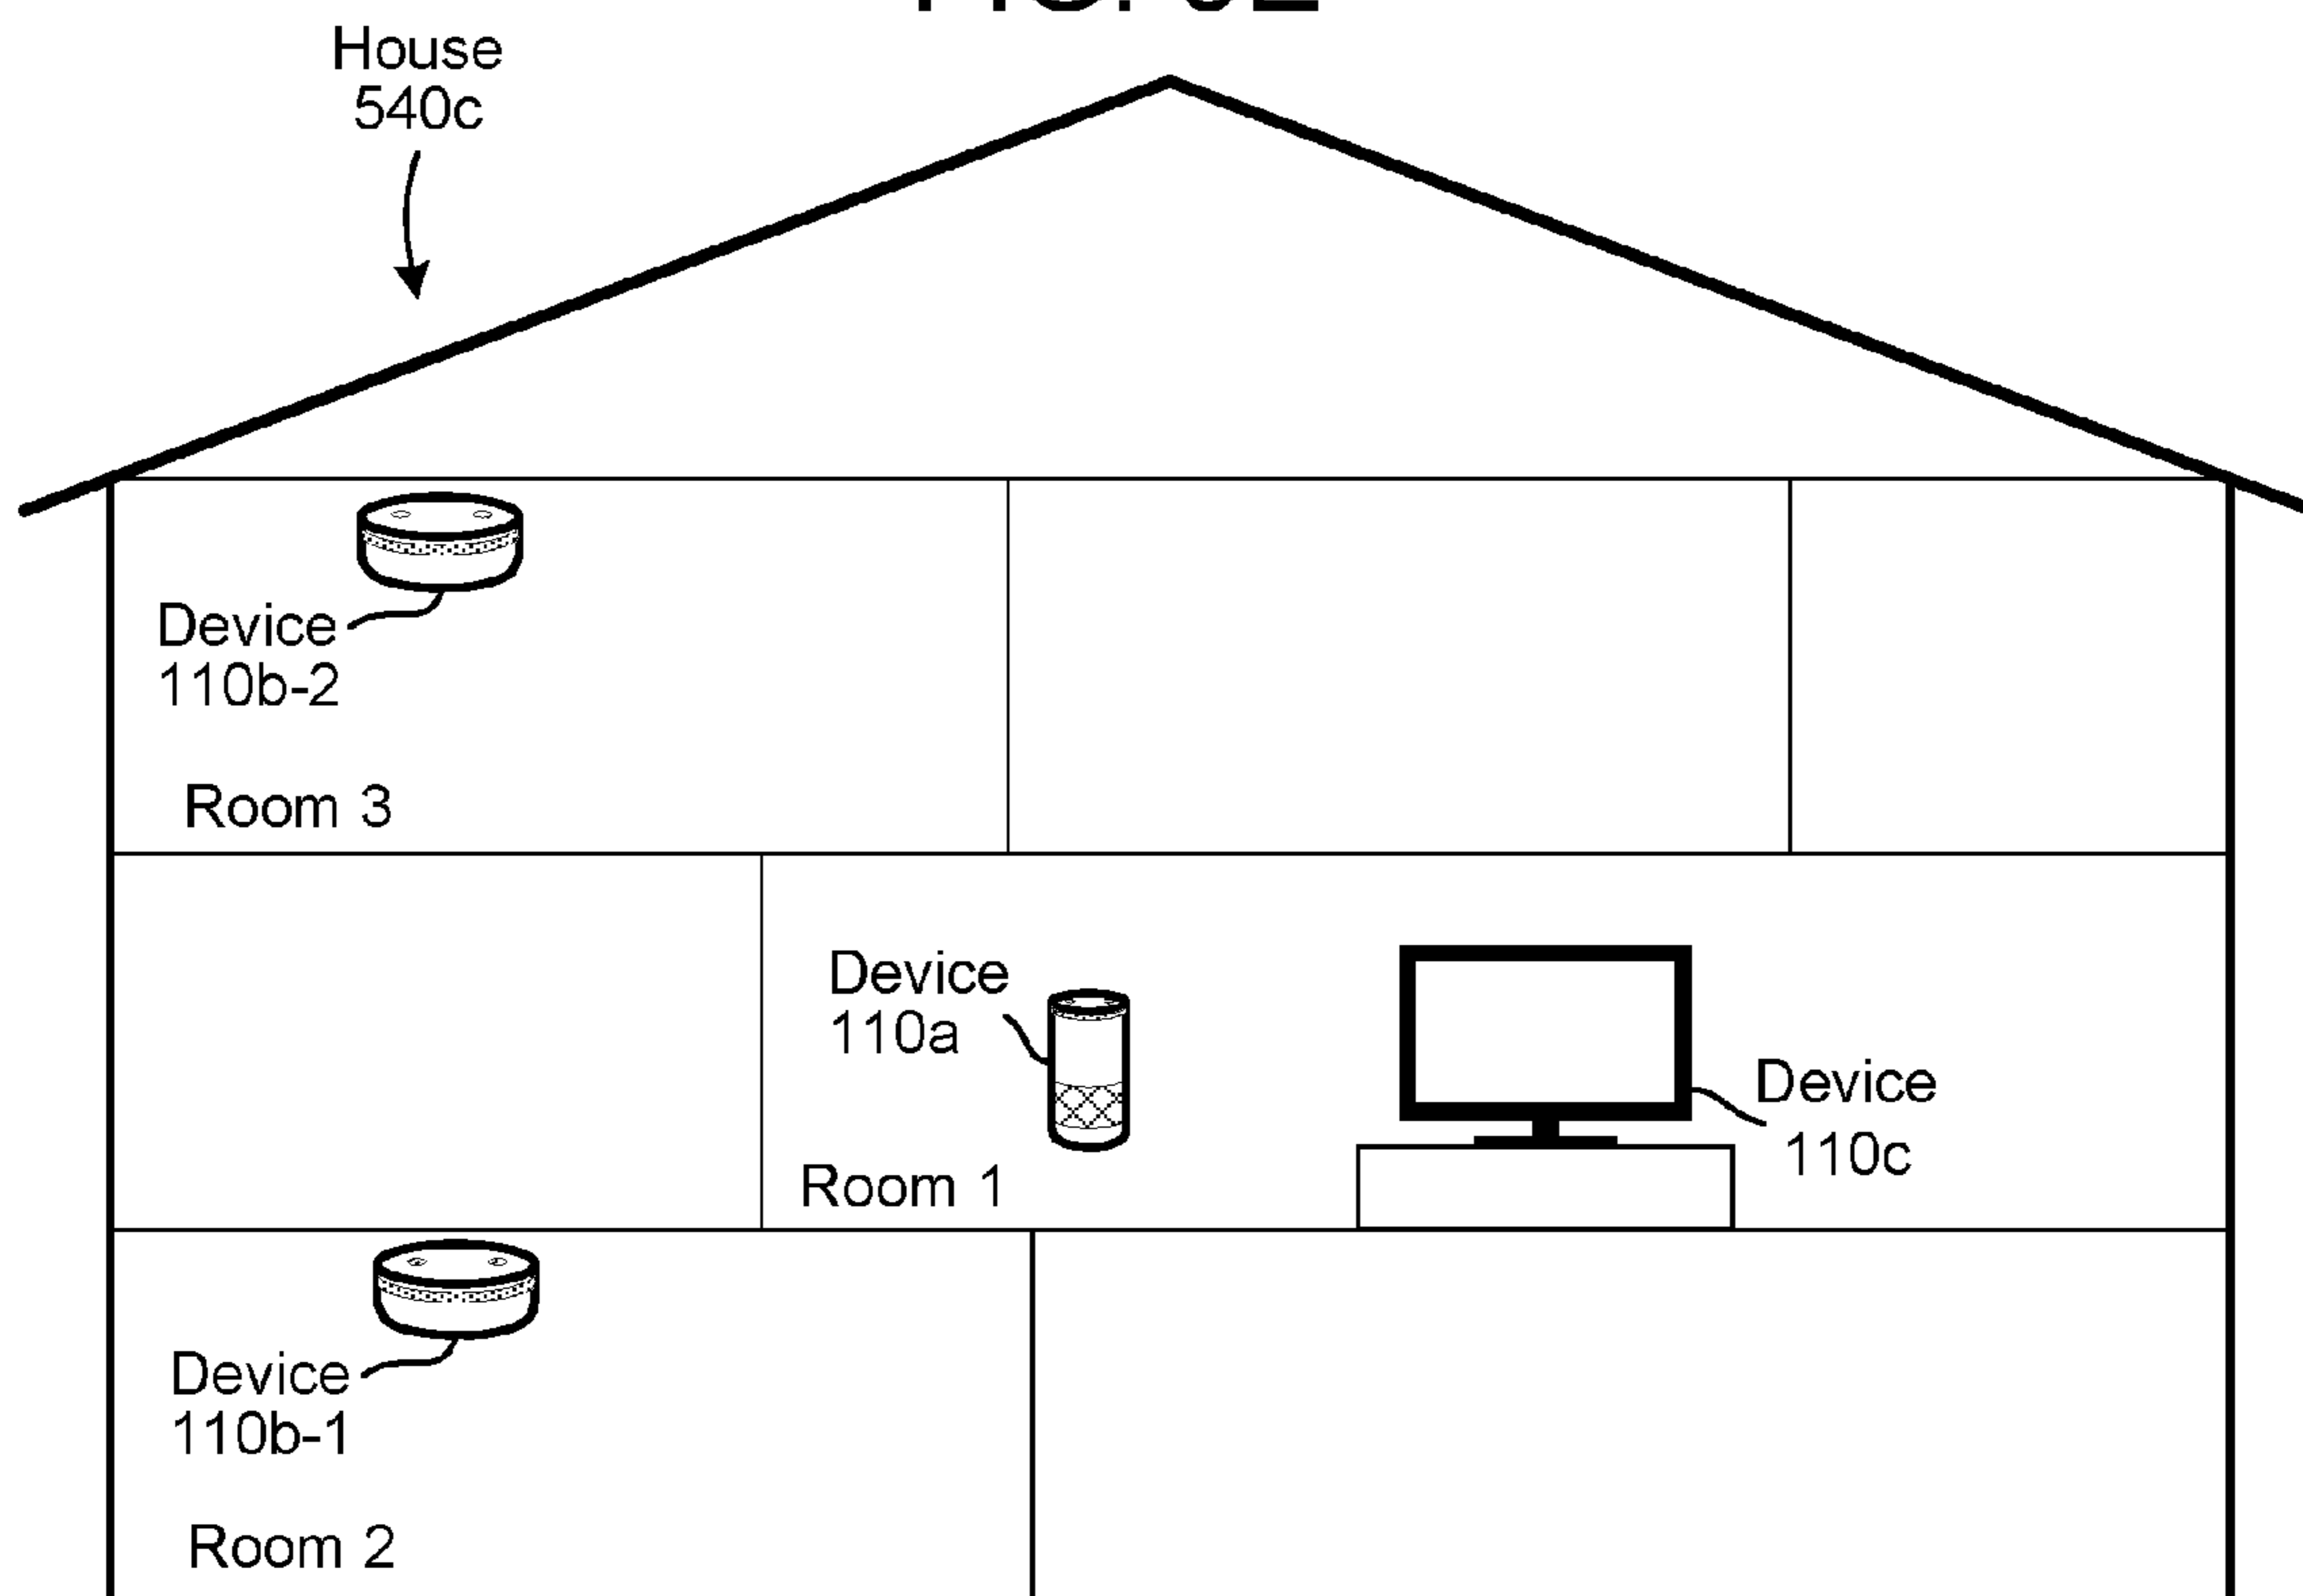 House
540c
Device
110b-2
Room 3
Device
110a
Device
110c
Room 1
Device
110b-1
Room 2